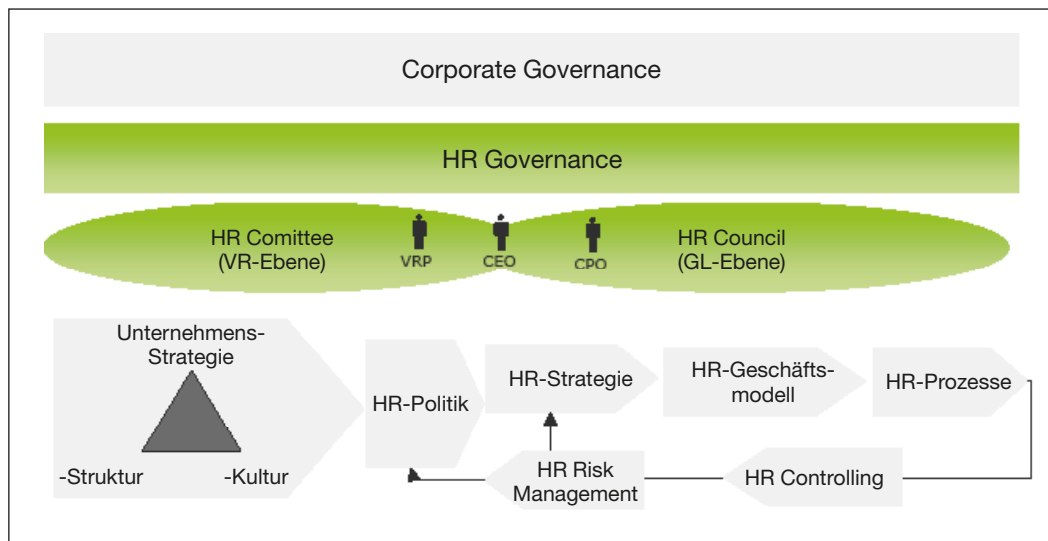 Corporate Governance
HR Governance
HR Comittee
(VR-Ebene)
VRP
CEO
CPO
HR Council
(GL-Ebene)
Unternehmens-
Strategie
-Struktur
-Kultur
HR-Politik
HR-Strategie
HR-Geschäfts-
modell
HR-Prozesse
HR Risk
Management
HR Controlling